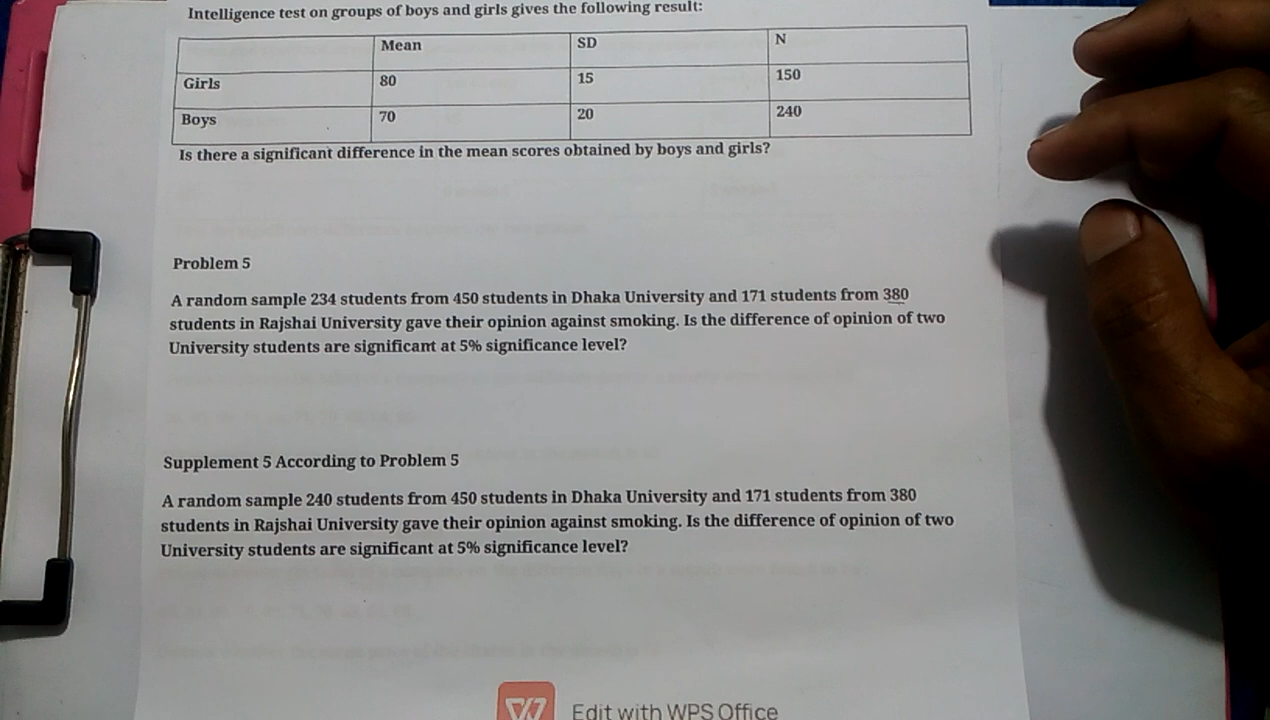 Intelligence test on groups of boys and girls gives the following result:
Mean SD N
Girls 80 15 150
Boys 70 20 240
Is there a significant difference in the mean scores obtained by boys and girls?
Problem 5
A random sample 234 students from 450 students in Dhaka University and 171 students from 380
students in Rajshai University gave their opinion against smoking. Is the difference of opinion of two
University students are significant at 5% significance level?
Supplement 5 According to Problem 5
A random sample 240 students from 450 students in Dhaka University and 171 students from 380
students in Rajshai University gave their opinion against smoking. Is the difference of opinion of two
University students are significant at 5% significance level?
Edit with WPS Office